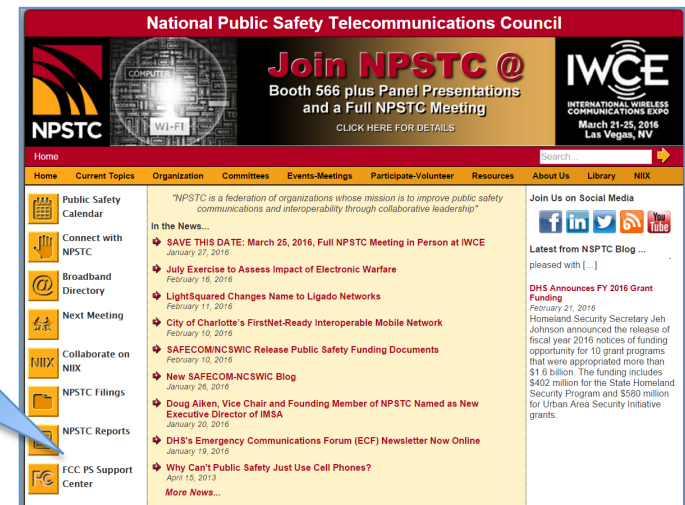 National Public Safety Telecommunications Council
NPSTC
COMPUTER
WI-FI
Join NPSTC @
Booth 566 plus Panel Presentations
and a Full NPSTC Meeting
CLICK HERE FOR DETAILS
IWCE
INTERNATIONAL WIRELESS
COMMUNICATIONS EXPO
March 21-25, 2016
Las Vegas, NV
Home
Search...
Home Current Topics Organization Committees Events-Meetings Participate-Volunteer Resources About Us Library NIIX
Public Safety
Calendar
Connect with
NPSTC
@
Broadband
Directory
Next Meeting
NIIX
Collaborate on
NIIX
NPSTC Filings
NPSTC Reports
FC
FCC PS Support
Center
"NPSTC is a federation of organizations whose mission is to improve public safety
communications and interoperability through collaborative leadership"
In the News...
SAVE THIS DATE: March 25, 2016, Full NPSTC Meeting in Person at IWCE
January 27, 2016
July Exercise to Assess Impact of Electronic Warfare
February 16, 2016
LightSquared Changes Name to Ligado Networks
February 11, 2016
City of Charlotte's FirstNet-Ready Interoperable Mobile Network
February 10, 2016
SAFECOM/NCSWIC Release Public Safety Funding Documents
February 10, 2016
New SAFECOM-NCSWIC Blog
January 26, 2016
Doug Aiken, Vice Chair and Founding Member of NPSTC Named as New
Executive Director of IMSA
January 20, 2016
DHS's Emergency Communications Forum (ECF) Newsletter Now Online
January 19, 2016
Why Can't Public Safety Just Use Cell Phones?
April 15, 2013
More News...
Join Us on Social Media
f in You Tube
Latest from NSPTC Blog ...
pleased with [...]
DHS Announces FY 2016 Grant
Funding
February 21, 2016
Homeland Security Secretary Jeh
Johnson announced the release of
fiscal year 2016 notices of funding
opportunity for 10 grant programs
that were appropriated more than
$1.6 billion. The funding includes
$402 million for the State Homeland
Security Program and $580 million
for Urban Area Security Initiative
grants.